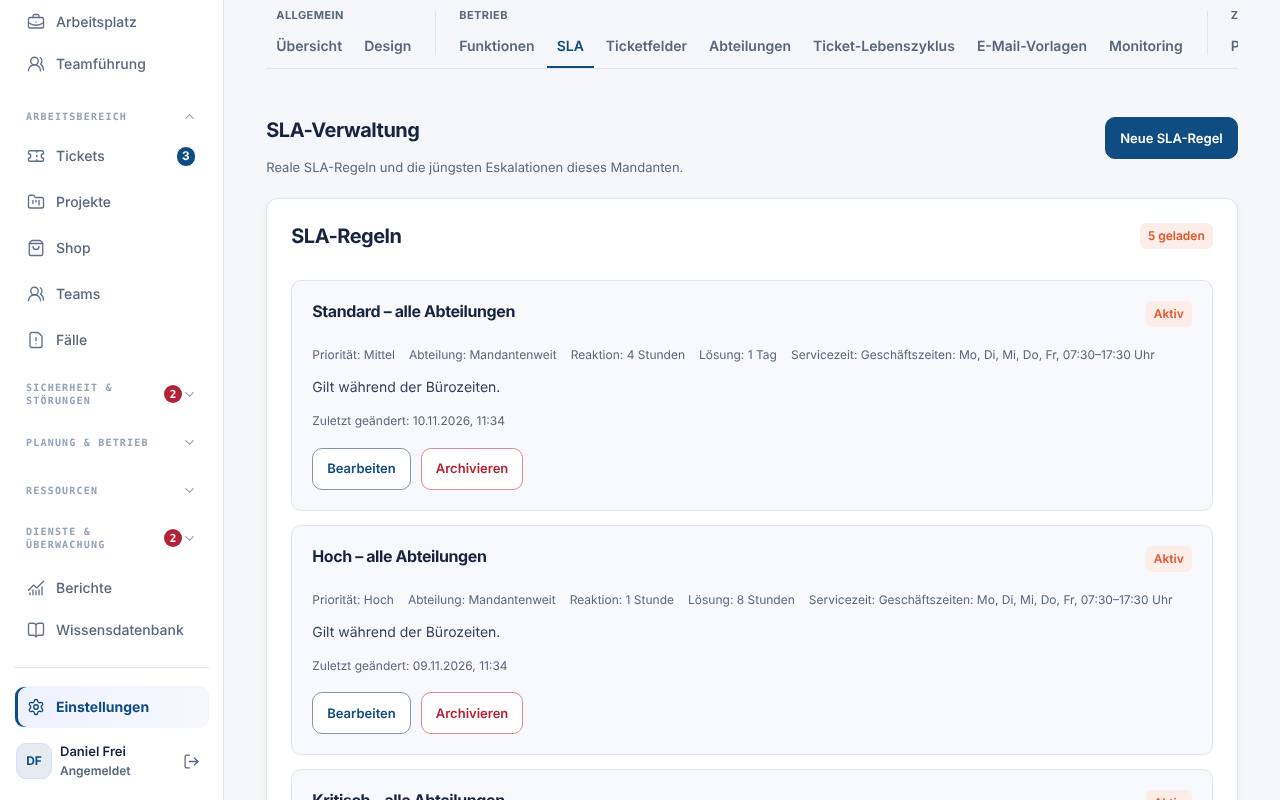 Arbeitsplatz
Teamführung
ARBEITSBEREICH
Tickets 3
Projekte
Shop
Teams
Fälle
SICHERHEIT &
STÖRUNGEN 2
PLANUNG & BETRIEB
RESSOURCEN
DIENSTE &
ÜBERWACHUNG 2
Berichte
Wissensdatenbank
Einstellungen
DF Daniel Frei
Angemeldet
ALLGEMEIN BETRIEB Z
Übersicht Design Funktionen SLA Ticketfelder Abteilungen Ticket-Lebenszyklus E-Mail-Vorlagen Monitoring
SLA-Verwaltung
Neue SLA-Regel
Reale SLA-Regeln und die jüngsten Eskalationen dieses Mandanten.
SLA-Regeln 5 geladen
Standard – alle Abteilungen Aktiv
Priorität: Mittel Abteilung: Mandantenweit Reaktion: 4 Stunden Lösung: 1 Tag Servicezeit: Geschäftszeiten: Mo, Di, Mi, Do, Fr, 07:30–17:30 Uhr
Gilt während der Bürozeiten.
Zuletzt geändert: 10.11.2026, 11:34
Bearbeiten Archivieren
Hoch – alle Abteilungen Aktiv
Priorität: Hoch Abteilung: Mandantenweit Reaktion: 1 Stunde Lösung: 8 Stunden Servicezeit: Geschäftszeiten: Mo, Di, Mi, Do, Fr, 07:30–17:30 Uhr
Gilt während der Bürozeiten.
Zuletzt geändert: 09.11.2026, 11:34
Bearbeiten Archivieren
Kritisch – alle Abteilungen Aktiv